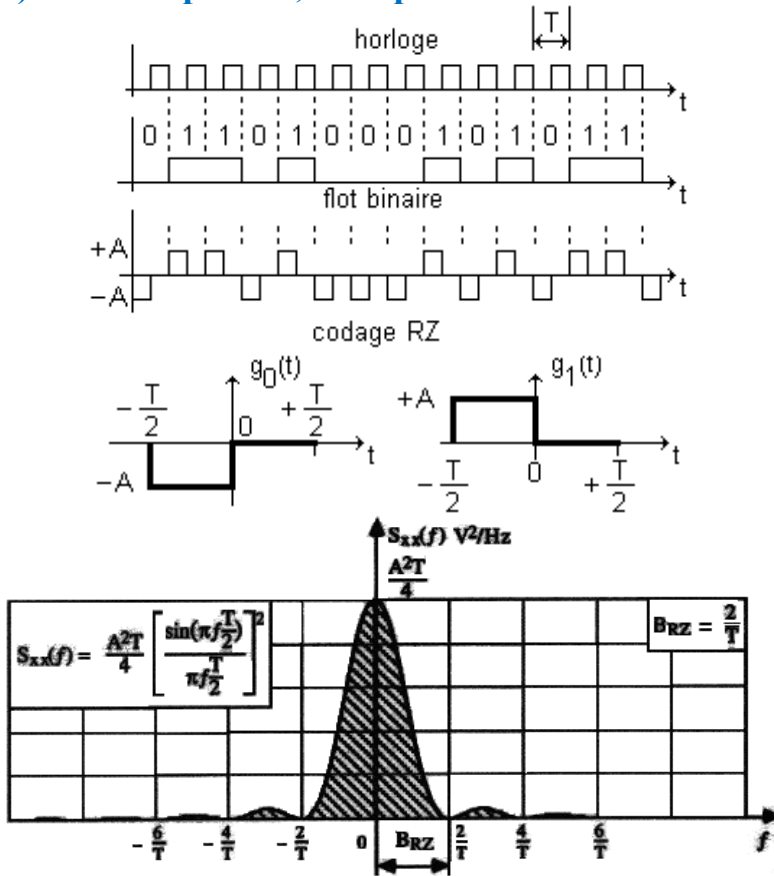 T
horloge
t
0 1 1 0 1 0 0 0 1 0 1 0 1 1
t
flot binaire
+A
−A
t
codage RZ
g₀(t)
− T/2
0
+ T/2
t
−A
g₁(t)
+A
t
− T/2
0
+ T/2
Sxx(f) V²/Hz
A²T/4
Sxx(f) = A²T/4 [ sin(πf T/2) / πf T/2 ]²
B_RZ = 2/T
− 6/T − 4/T − 2/T 0 B_RZ 2/T 4/T 6/T f